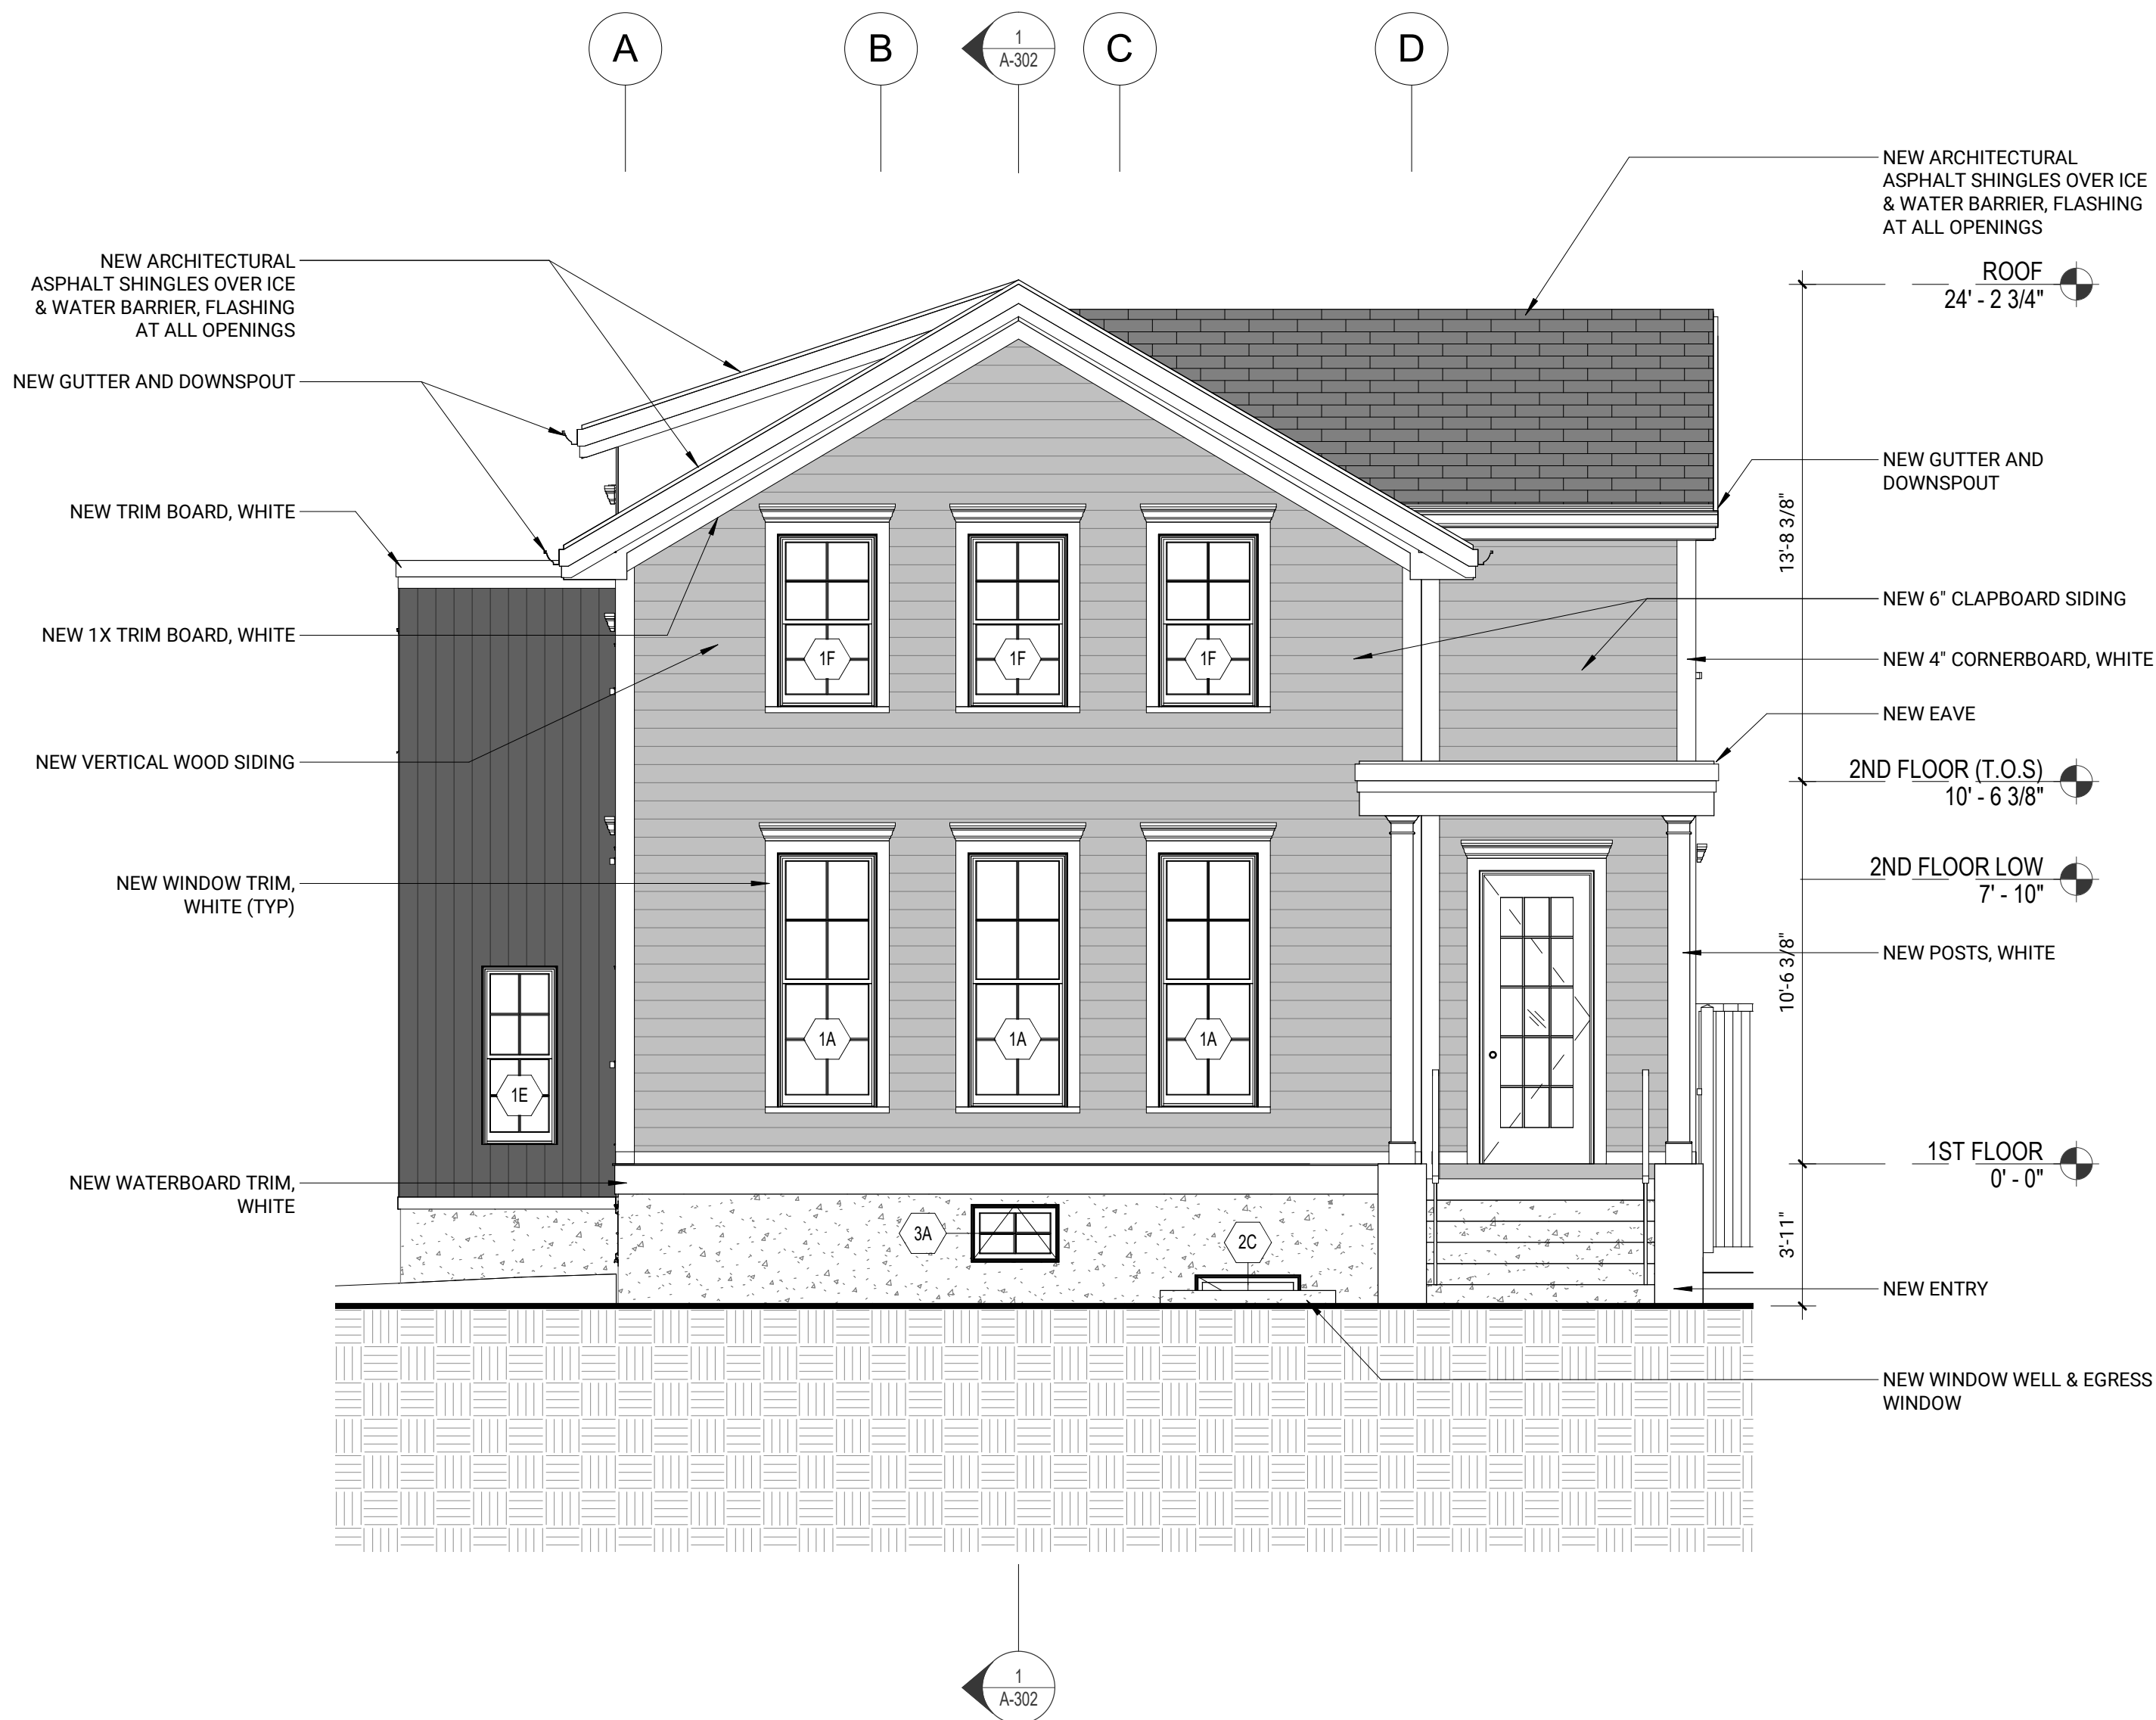 A
B
1
A-302
C
D
NEW ARCHITECTURAL
ASPHALT SHINGLES OVER ICE
& WATER BARRIER, FLASHING
AT ALL OPENINGS
NEW GUTTER AND DOWNSPOUT
NEW TRIM BOARD, WHITE
NEW 1X TRIM BOARD, WHITE
NEW VERTICAL WOOD SIDING
NEW WINDOW TRIM,
WHITE (TYP)
NEW WATERBOARD TRIM,
WHITE
1F
1F
1F
1A
1A
1A
1E
3A
2C
NEW ARCHITECTURAL
ASPHALT SHINGLES OVER ICE
& WATER BARRIER, FLASHING
AT ALL OPENINGS
ROOF
24' - 2 3/4"
NEW GUTTER AND
DOWNSPOUT
13'-8 3/8"
NEW 6" CLAPBOARD SIDING
NEW 4" CORNERBOARD, WHITE
NEW EAVE
2ND FLOOR (T.O.S)
10' - 6 3/8"
2ND FLOOR LOW
7' - 10"
10'-6 3/8"
NEW POSTS, WHITE
1ST FLOOR
0' - 0"
3'-11"
NEW ENTRY
NEW WINDOW WELL & EGRESS
WINDOW
1
A-302